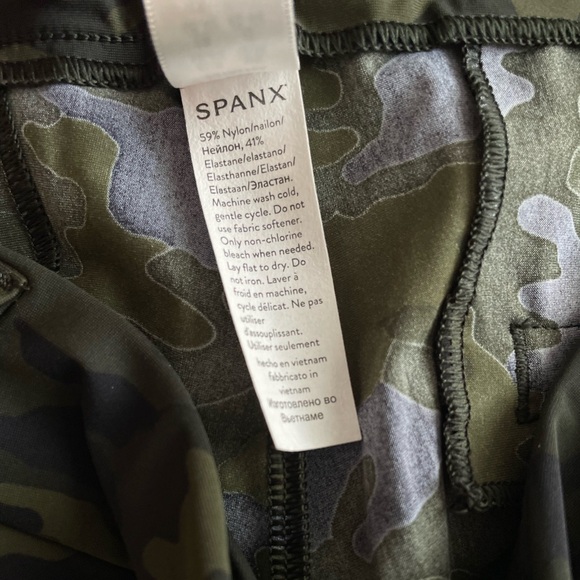 SPANX
59% Nylon/nailon/
Нейлон, 41%
Elastane/elastano/
Elasthanne/Elastan/
Elastaan/Эластан.
Machine wash cold,
gentle cycle. Do not
use fabric softener.
Only non-chlorine
bleach when needed.
Lay flat to dry. Do
not iron. Laver à
froid en machine,
cycle délicat. Ne pas
utiliser
d'assouplissant.
Utiliser seulement
Hecho en vietnam
Fabbricato in
vietnam
Изготовлено во
Вьетнаме